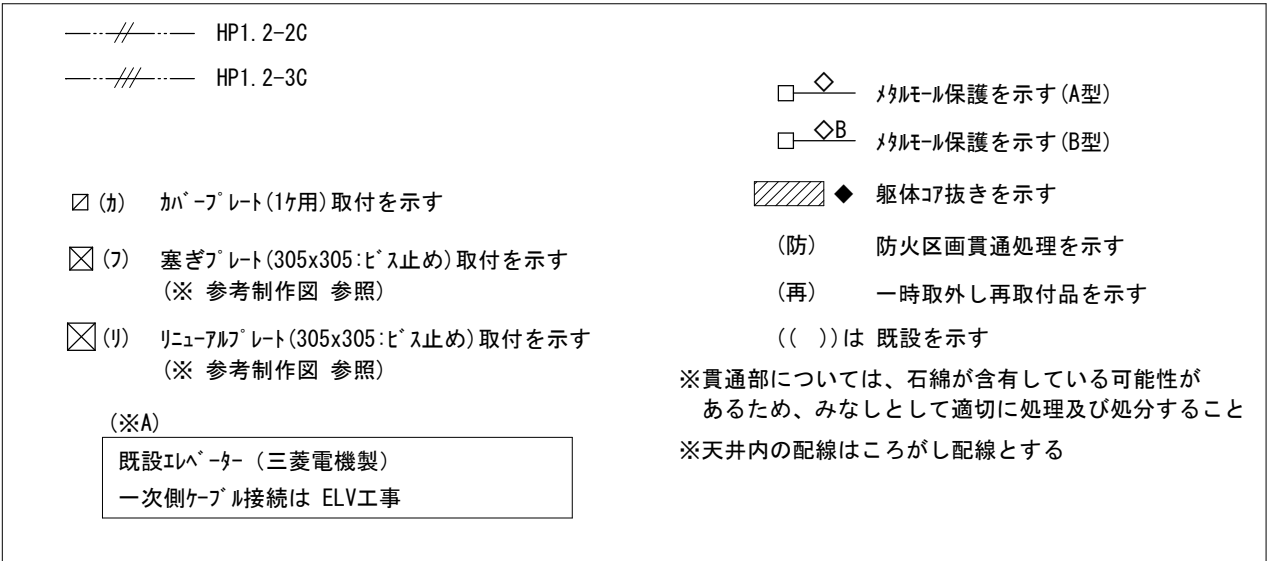 HP1.2-2C
HP1.2-3C
(ｶ) ｶﾊﾞｰﾌﾟﾚｰﾄ(1ｹ用)取付を示す
(ﾌ) 塞ぎﾌﾟﾚｰﾄ(305x305:ﾋﾞｽ止め)取付を示す
(※ 参考制作図 参照)
(ﾘ) ﾘﾆｭｰｱﾙﾌﾟﾚｰﾄ(305x305:ﾋﾞｽ止め)取付を示す
(※ 参考制作図 参照)
(※A)
既設ｴﾚﾍﾞｰﾀｰ (三菱電機製)
一次側ｹｰﾌﾞﾙ接続は ELV工事
ﾒﾀﾙﾓｰﾙ保護を示す(A型)
B ﾒﾀﾙﾓｰﾙ保護を示す(B型)
躯体ｺｱ抜きを示す
(防) 防火区画貫通処理を示す
(再) 一時取外し再取付品を示す
(( ))は 既設を示す
※貫通部については、石綿が含有している可能性が
あるため、みなしとして適切に処理及び処分すること
※天井内の配線はころがし配線とする